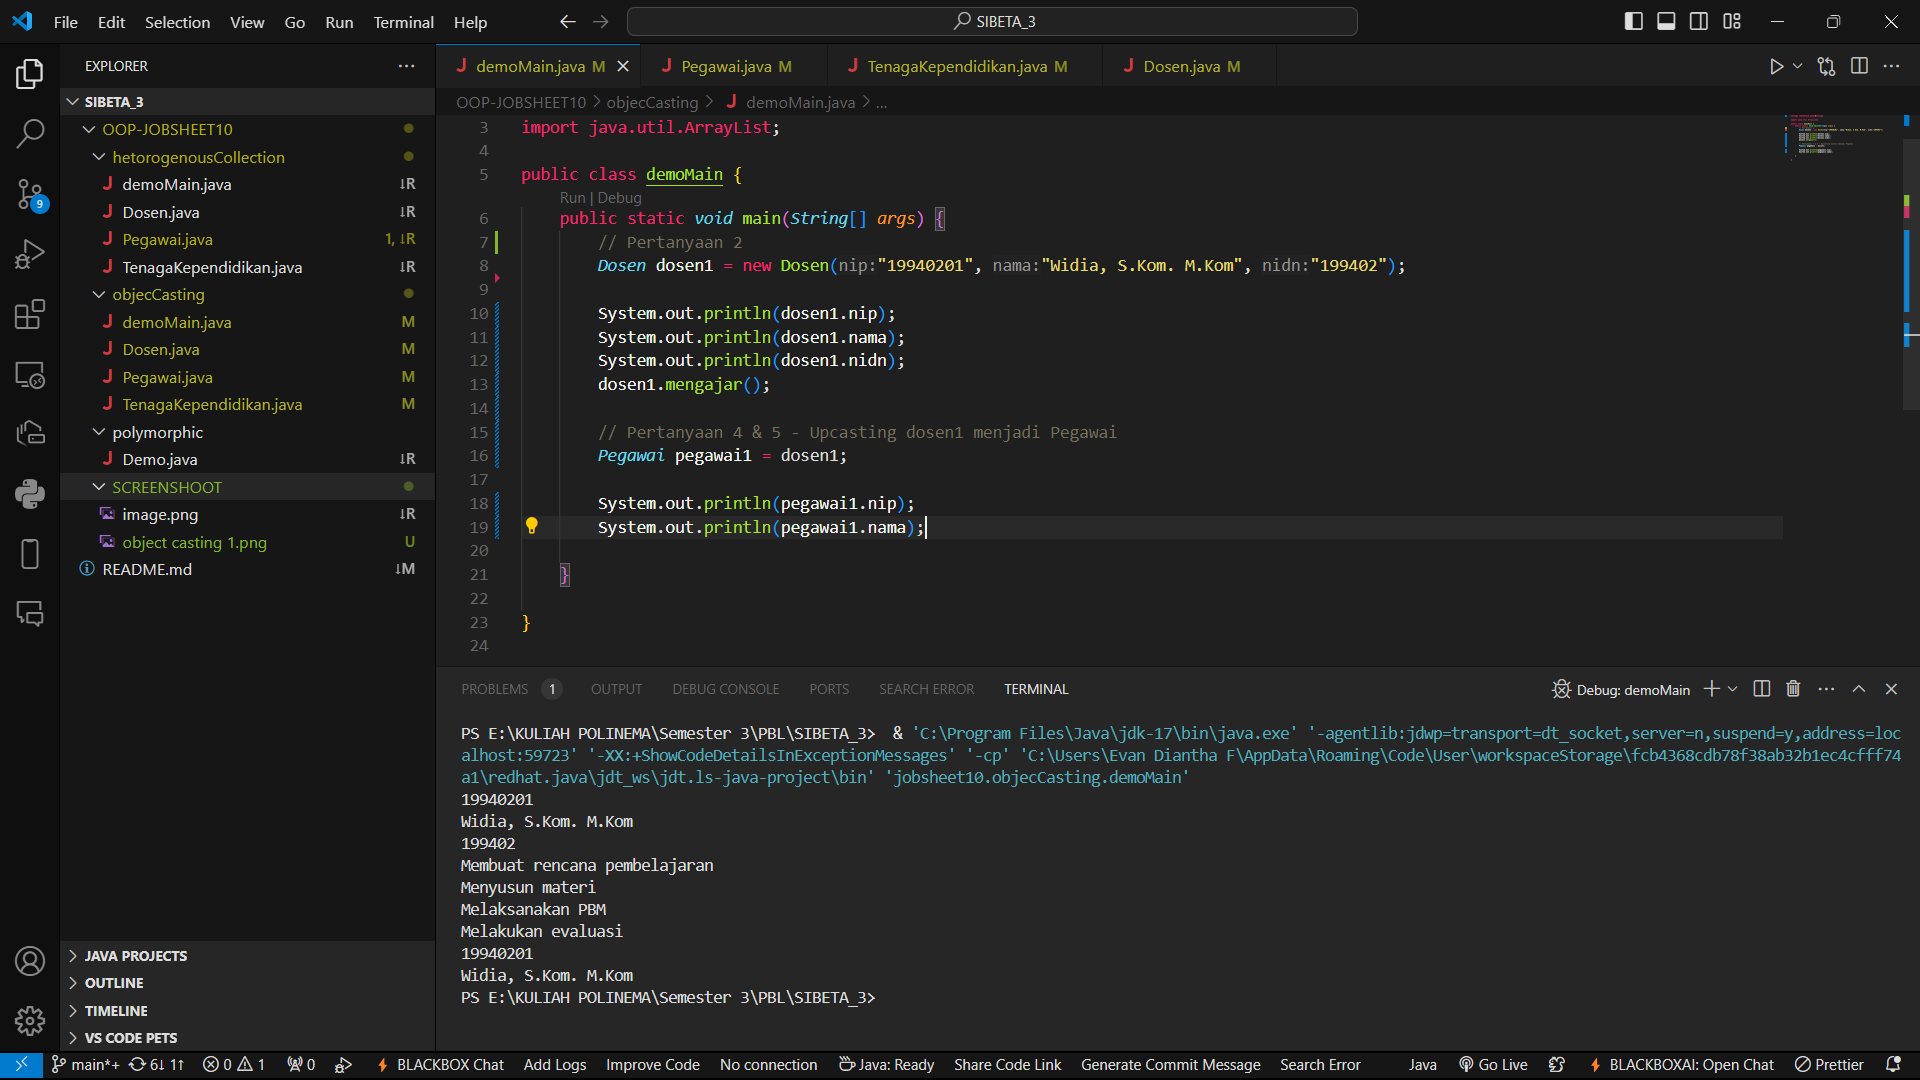 File Edit Selection View Go Run Terminal Help
SIBETA_3
EXPLORER
SIBETA_3
OOP-JOBSHEET10
hetorogenousCollection
demoMain.java ↓R
Dosen.java ↓R
Pegawai.java 1, ↓R
TenagaKependidikan.java ↓R
objecCasting
demoMain.java M
Dosen.java M
Pegawai.java M
TenagaKependidikan.java M
polymorphic
Demo.java ↓R
SCREENSHOOT
image.png ↓R
object casting 1.png U
README.md ↓M
JAVA PROJECTS
OUTLINE
TIMELINE
VS CODE PETS
9
demoMain.java M Pegawai.java M TenagaKependidikan.java M Dosen.java M
OOP-JOBSHEET10 > objecCasting > demoMain.java > ...
3 import java.util.ArrayList;
4
5 public class demoMain {
Run | Debug
6 public static void main(String[] args) {
7 // Pertanyaan 2
8 Dosen dosen1 = new Dosen(nip:"19940201", nama:"Widia, S.Kom. M.Kom", nidn:"199402");
9
10 System.out.println(dosen1.nip);
11 System.out.println(dosen1.nama);
12 System.out.println(dosen1.nidn);
13 dosen1.mengajar();
14
15 // Pertanyaan 4 & 5 - Upcasting dosen1 menjadi Pegawai
16 Pegawai pegawai1 = dosen1;
17
18 System.out.println(pegawai1.nip);
19 System.out.println(pegawai1.nama);
20
21 }
22
23 }
24
PROBLEMS 1 OUTPUT DEBUG CONSOLE PORTS SEARCH ERROR TERMINAL
Debug: demoMain
PS E:\KULIAH POLINEMA\Semester 3\PBL\SIBETA_3> & 'C:\Program Files\Java\jdk-17\bin\java.exe' '-agentlib:jdwp=transport=dt_socket,server=n,suspend=y,address=loc
alhost:59723' '-XX:+ShowCodeDetailsInExceptionMessages' '-cp' 'C:\Users\Evan Diantha F\AppData\Roaming\Code\User\workspaceStorage\fcb4368cdb78f38ab32b1ec4cfff74
a1\redhat.java\jdt_ws\jdt.ls-java-project\bin' 'jobsheet10.objecCasting.demoMain'
19940201
Widia, S.Kom. M.Kom
199402
Membuat rencana pembelajaran
Menyusun materi
Melaksanakan PBM
Melakukan evaluasi
19940201
Widia, S.Kom. M.Kom
PS E:\KULIAH POLINEMA\Semester 3\PBL\SIBETA_3>
main*+ 6↓ 1↑ 0 1 0 BLACKBOX Chat Add Logs Improve Code No connection Java: Ready Share Code Link Generate Commit Message Search Error Java Go Live BLACKBOXAI: Open Chat Prettier